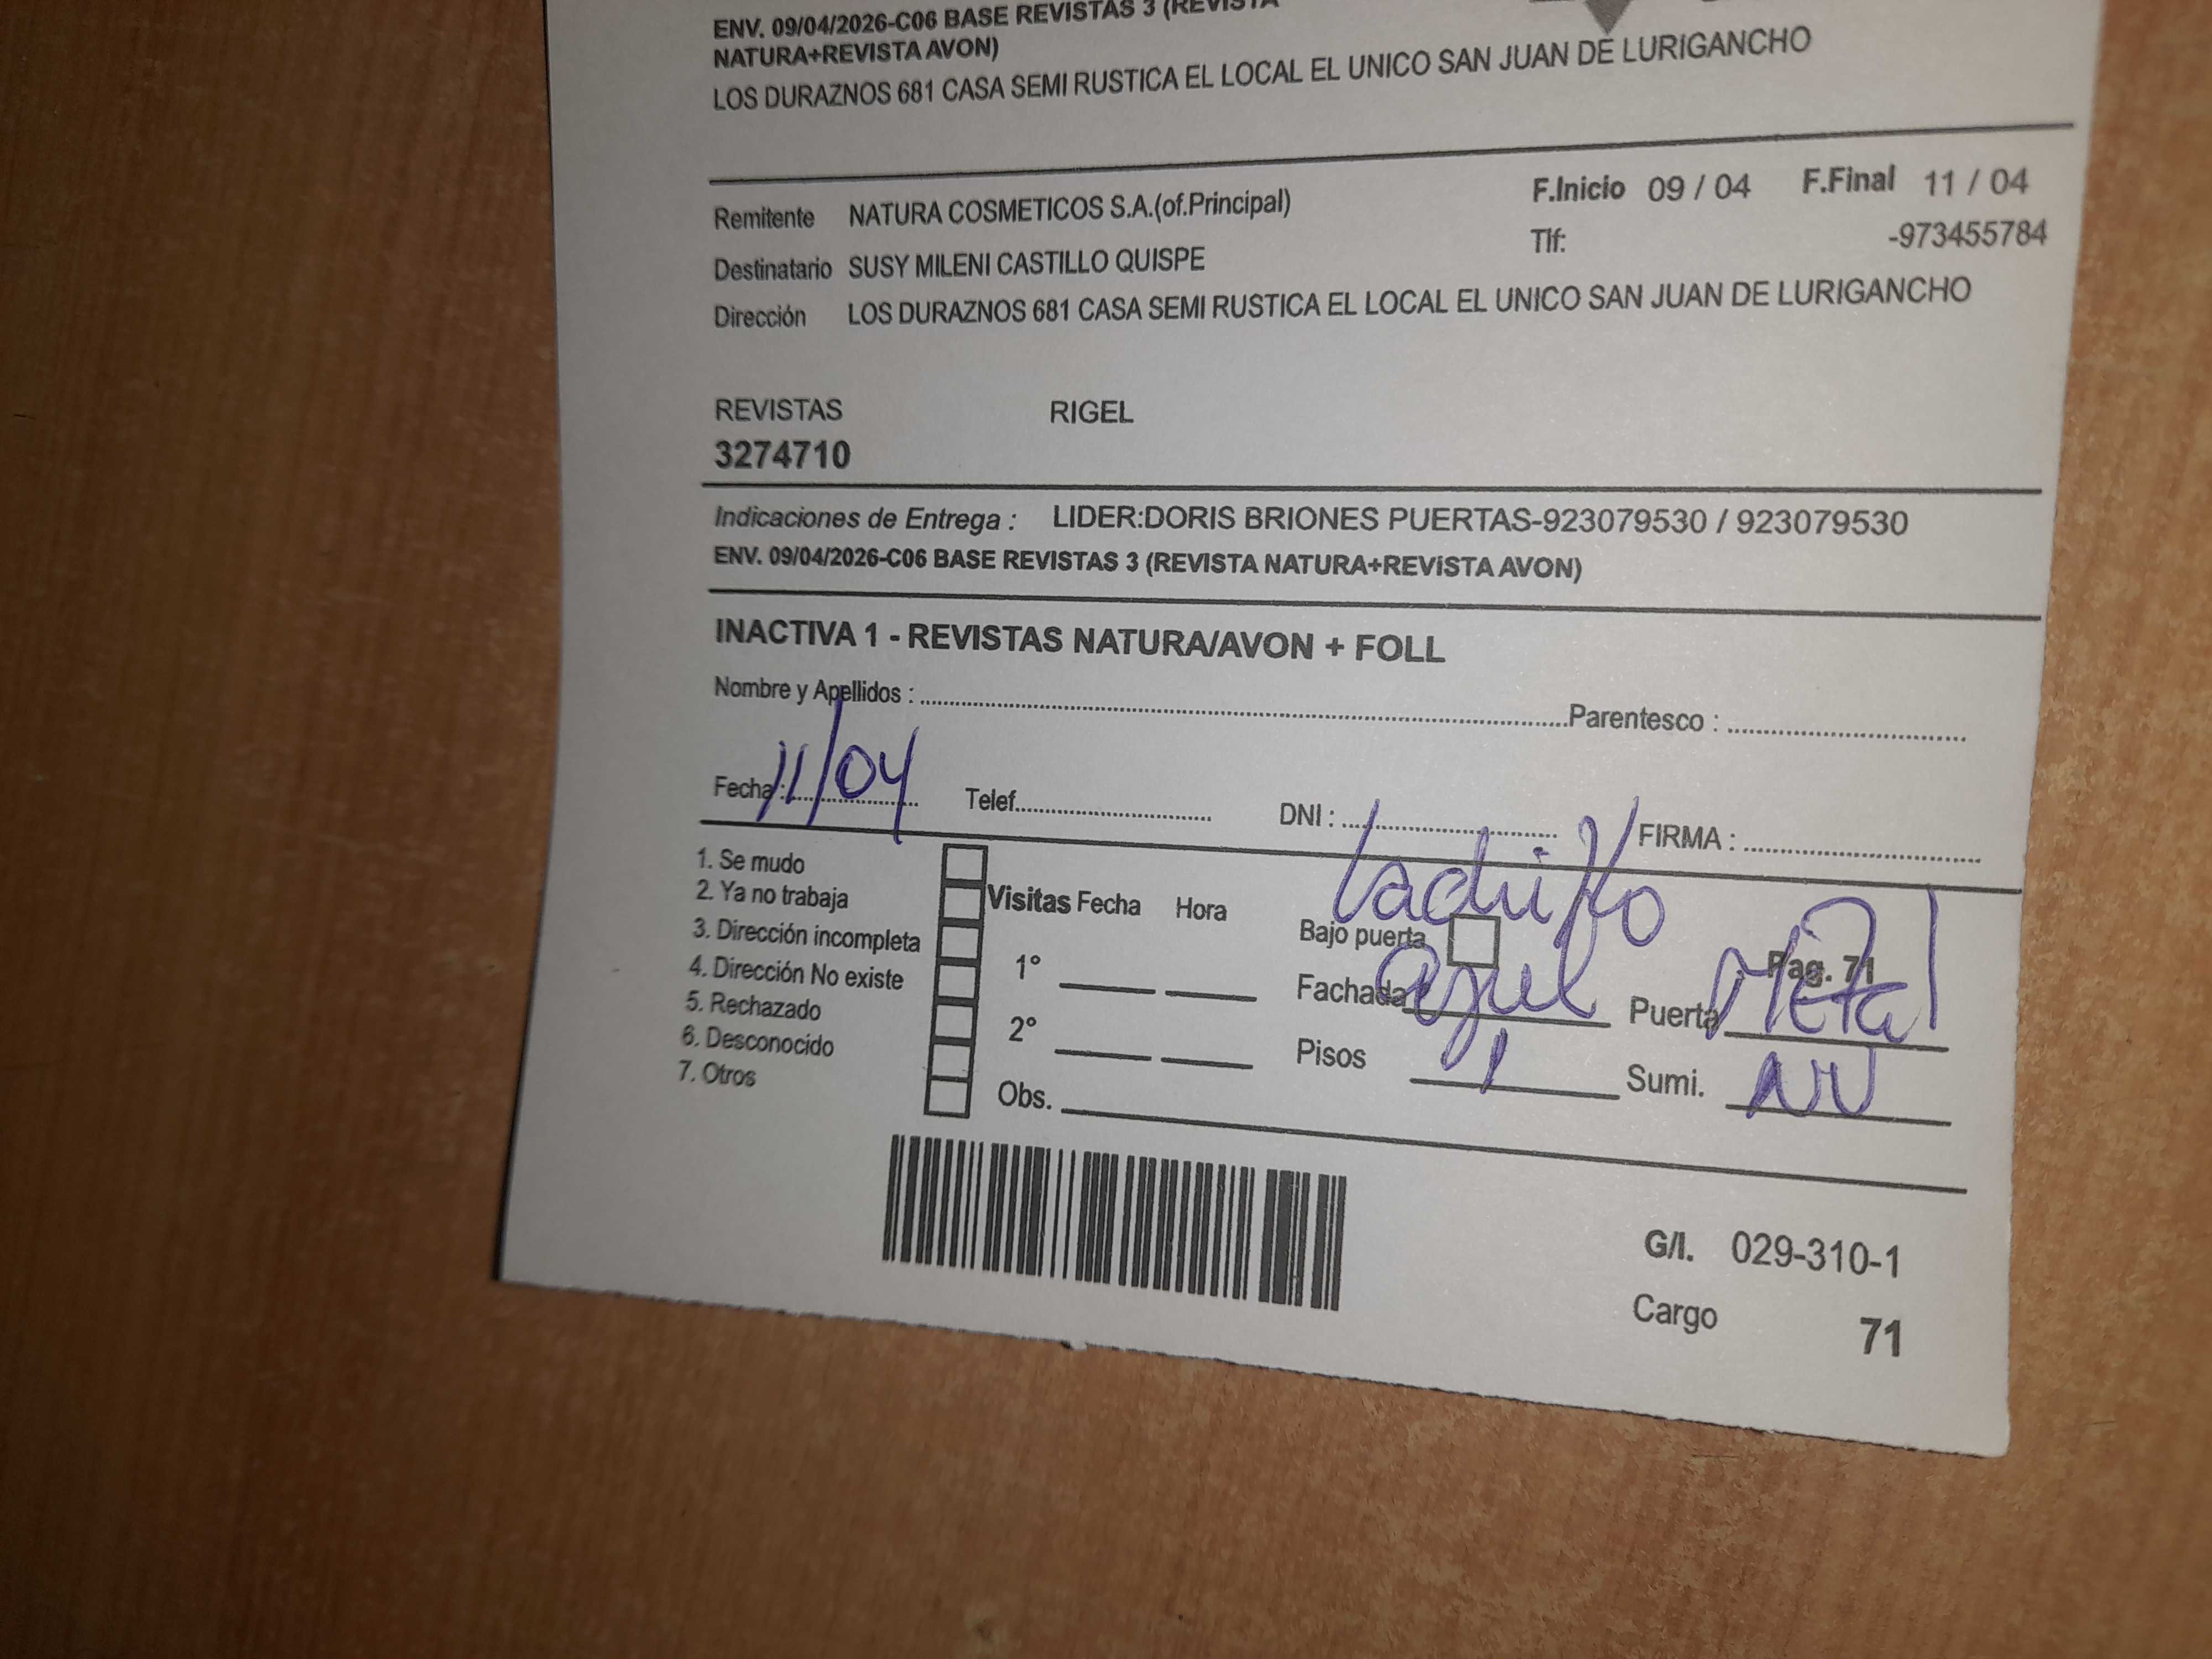 ENV. 09/04/2026-C06 BASE REVISTAS 3 (REVISTA
NATURA+REVISTA AVON)
LOS DURAZNOS 681 CASA SEMI RUSTICA EL LOCAL EL UNICO SAN JUAN DE LURIGANCHO
Remitente NATURA COSMETICOS S.A.(of.Principal) F.Inicio 09 / 04 F.Final 11 / 04
Tlf: -973455784
Destinatario SUSY MILENI CASTILLO QUISPE
Dirección LOS DURAZNOS 681 CASA SEMI RUSTICA EL LOCAL EL UNICO SAN JUAN DE LURIGANCHO
REVISTAS RIGEL
3274710
Indicaciones de Entrega : LIDER:DORIS BRIONES PUERTAS-923079530 / 923079530
ENV. 09/04/2026-C06 BASE REVISTAS 3 (REVISTA NATURA+REVISTA AVON)
INACTIVA 1 - REVISTAS NATURA/AVON + FOLL
Nombre y Apellidos : Parentesco :
Fecha : 11/04 Telef. DNI : FIRMA :
1. Se mudo
2. Ya no trabaja
3. Dirección incompleta
4. Dirección No existe
5. Rechazado
6. Desconocido
7. Otros
Visitas Fecha Hora
1°
2°
Obs.
ladrillo
Bajo puerta Pag. 71
Fachada azul Puerta Metal
Pisos 1 Sumi. NV
G/I. 029-310-1
Cargo 71